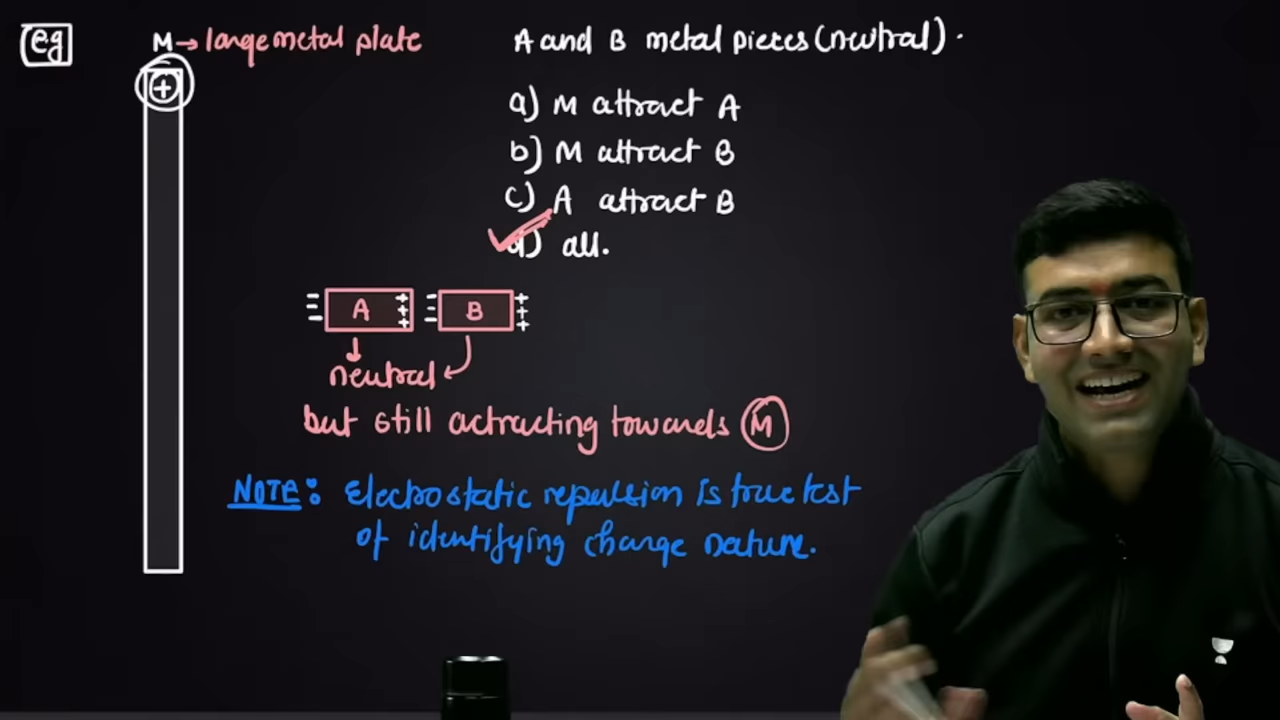 eg
M → large metal plate
A and B metal pieces (neutral).
+
a) M attract A
b) M attract B
c) A attract B
d) all.
– – – A + + + – – – B + + +
neutral
but still actracting towards M
NOTE: Electrostatic repulsion is true test
of identifying charge nature.